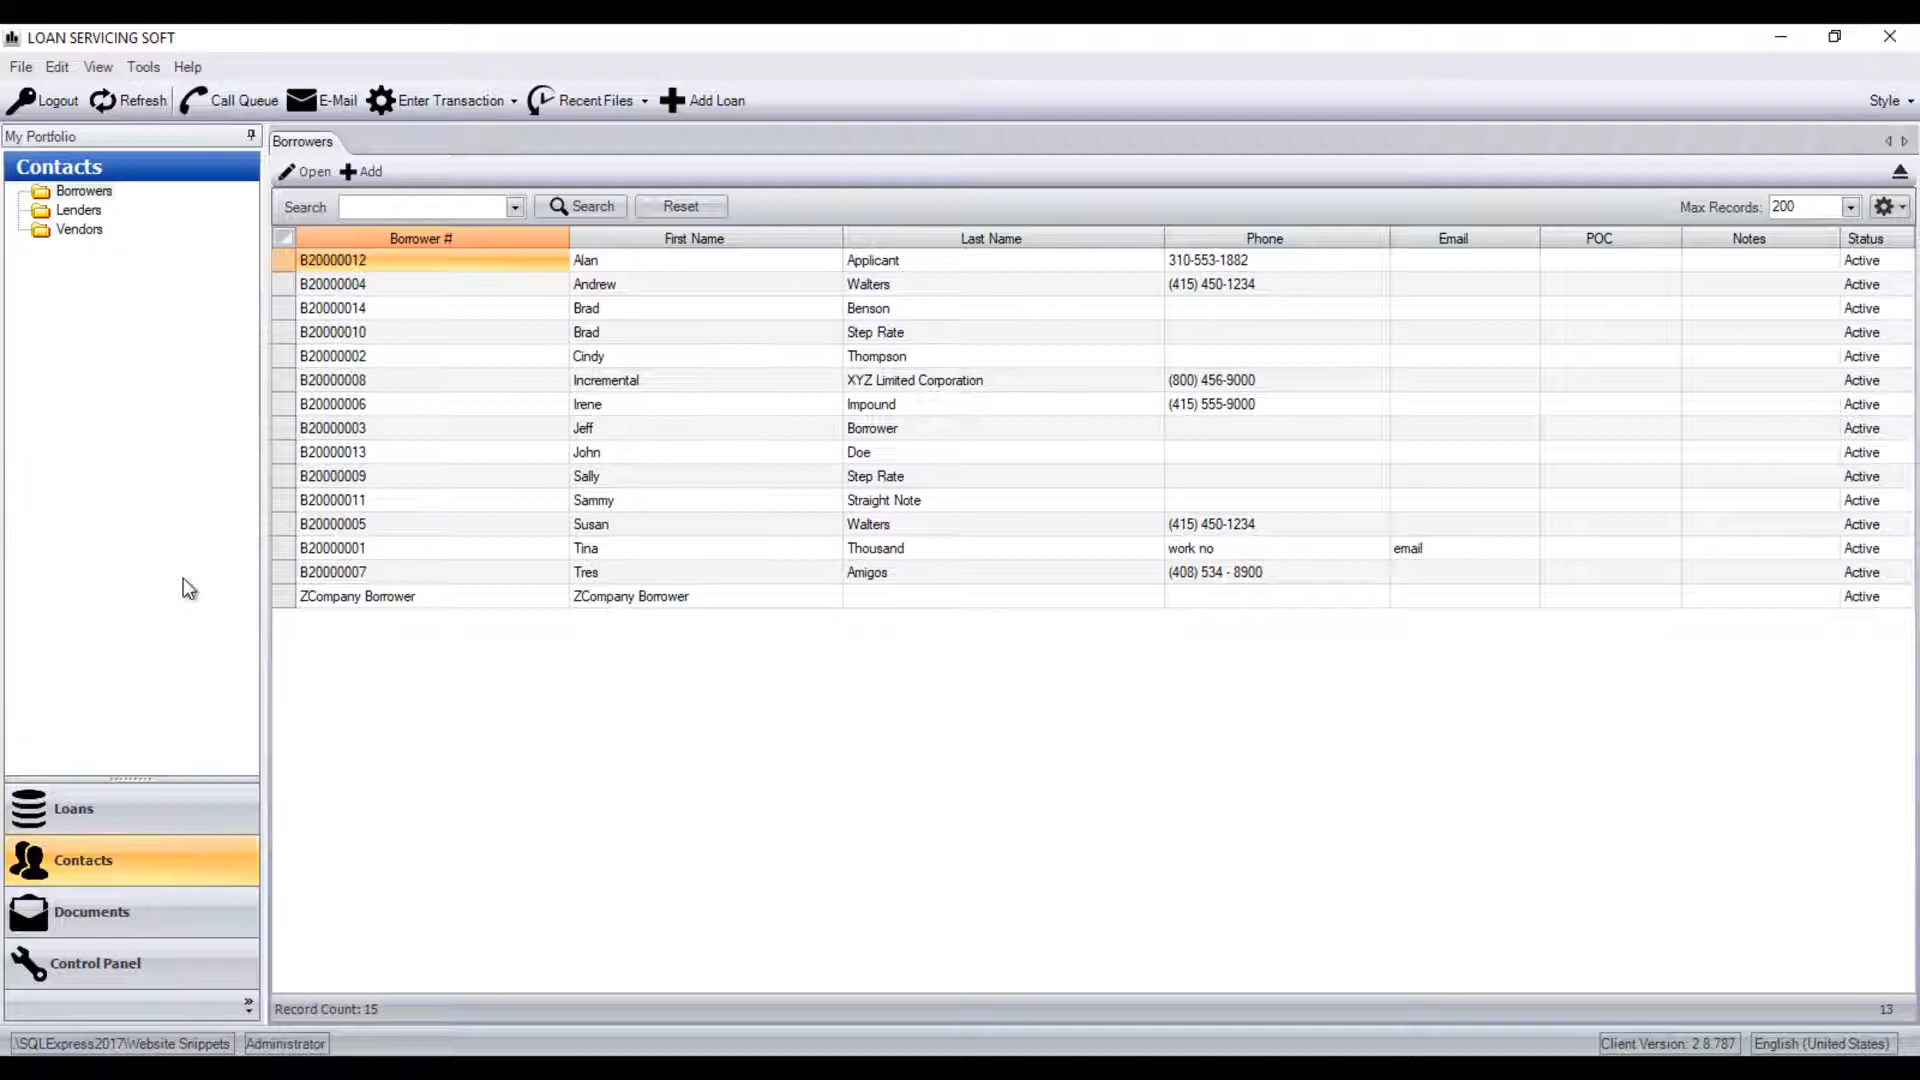 LOAN SERVICING SOFT
File Edit View Tools Help
Logout Refresh Call Queue E-Mail Enter Transaction Recent Files Add Loan Style
My Portfolio
Contacts
Borrowers
Lenders
Vendors
Loans
Contacts
Documents
Control Panel
Borrowers
Open Add
Search Search Reset Max Records: 200
Borrower # First Name Last Name Phone Email POC Notes Status
B20000012 Alan Applicant 310-553-1882 Active
B20000004 Andrew Walters (415) 450-1234 Active
B20000014 Brad Benson Active
B20000010 Brad Step Rate Active
B20000002 Cindy Thompson Active
B20000008 Incremental XYZ Limited Corporation (800) 456-9000 Active
B20000006 Irene Impound (415) 555-9000 Active
B20000003 Jeff Borrower Active
B20000013 John Doe Active
B20000009 Sally Step Rate Active
B20000011 Sammy Straight Note Active
B20000005 Susan Walters (415) 450-1234 Active
B20000001 Tina Thousand work no email Active
B20000007 Tres Amigos (408) 534 - 8900 Active
ZCompany Borrower ZCompany Borrower Active
Record Count: 15 13
.\SQLExpress2017\Website Snippets Administrator Client Version: 2.8.787 English (United States)